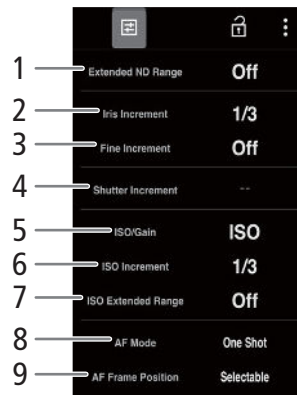 1 Extended ND Range Off
2 Iris Increment 1/3
3 Fine Increment Off
4 Shutter Increment --
5 ISO/Gain ISO
6 ISO Increment 1/3
7 ISO Extended Range Off
8 AF Mode One Shot
9 AF Frame Position Selectable